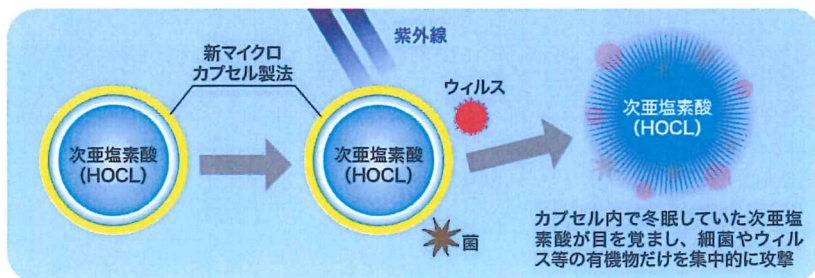 紫外線
新マイクロ
カプセル製法
ウィルス
次亜塩素酸
(HOCL)
次亜塩素酸
(HOCL)
次亜塩素酸
(HOCL)
菌
カプセル内で冬眠していた次亜塩
素酸が目を覚まし、細菌やウィル
ス等の有機物だけを集中的に攻撃